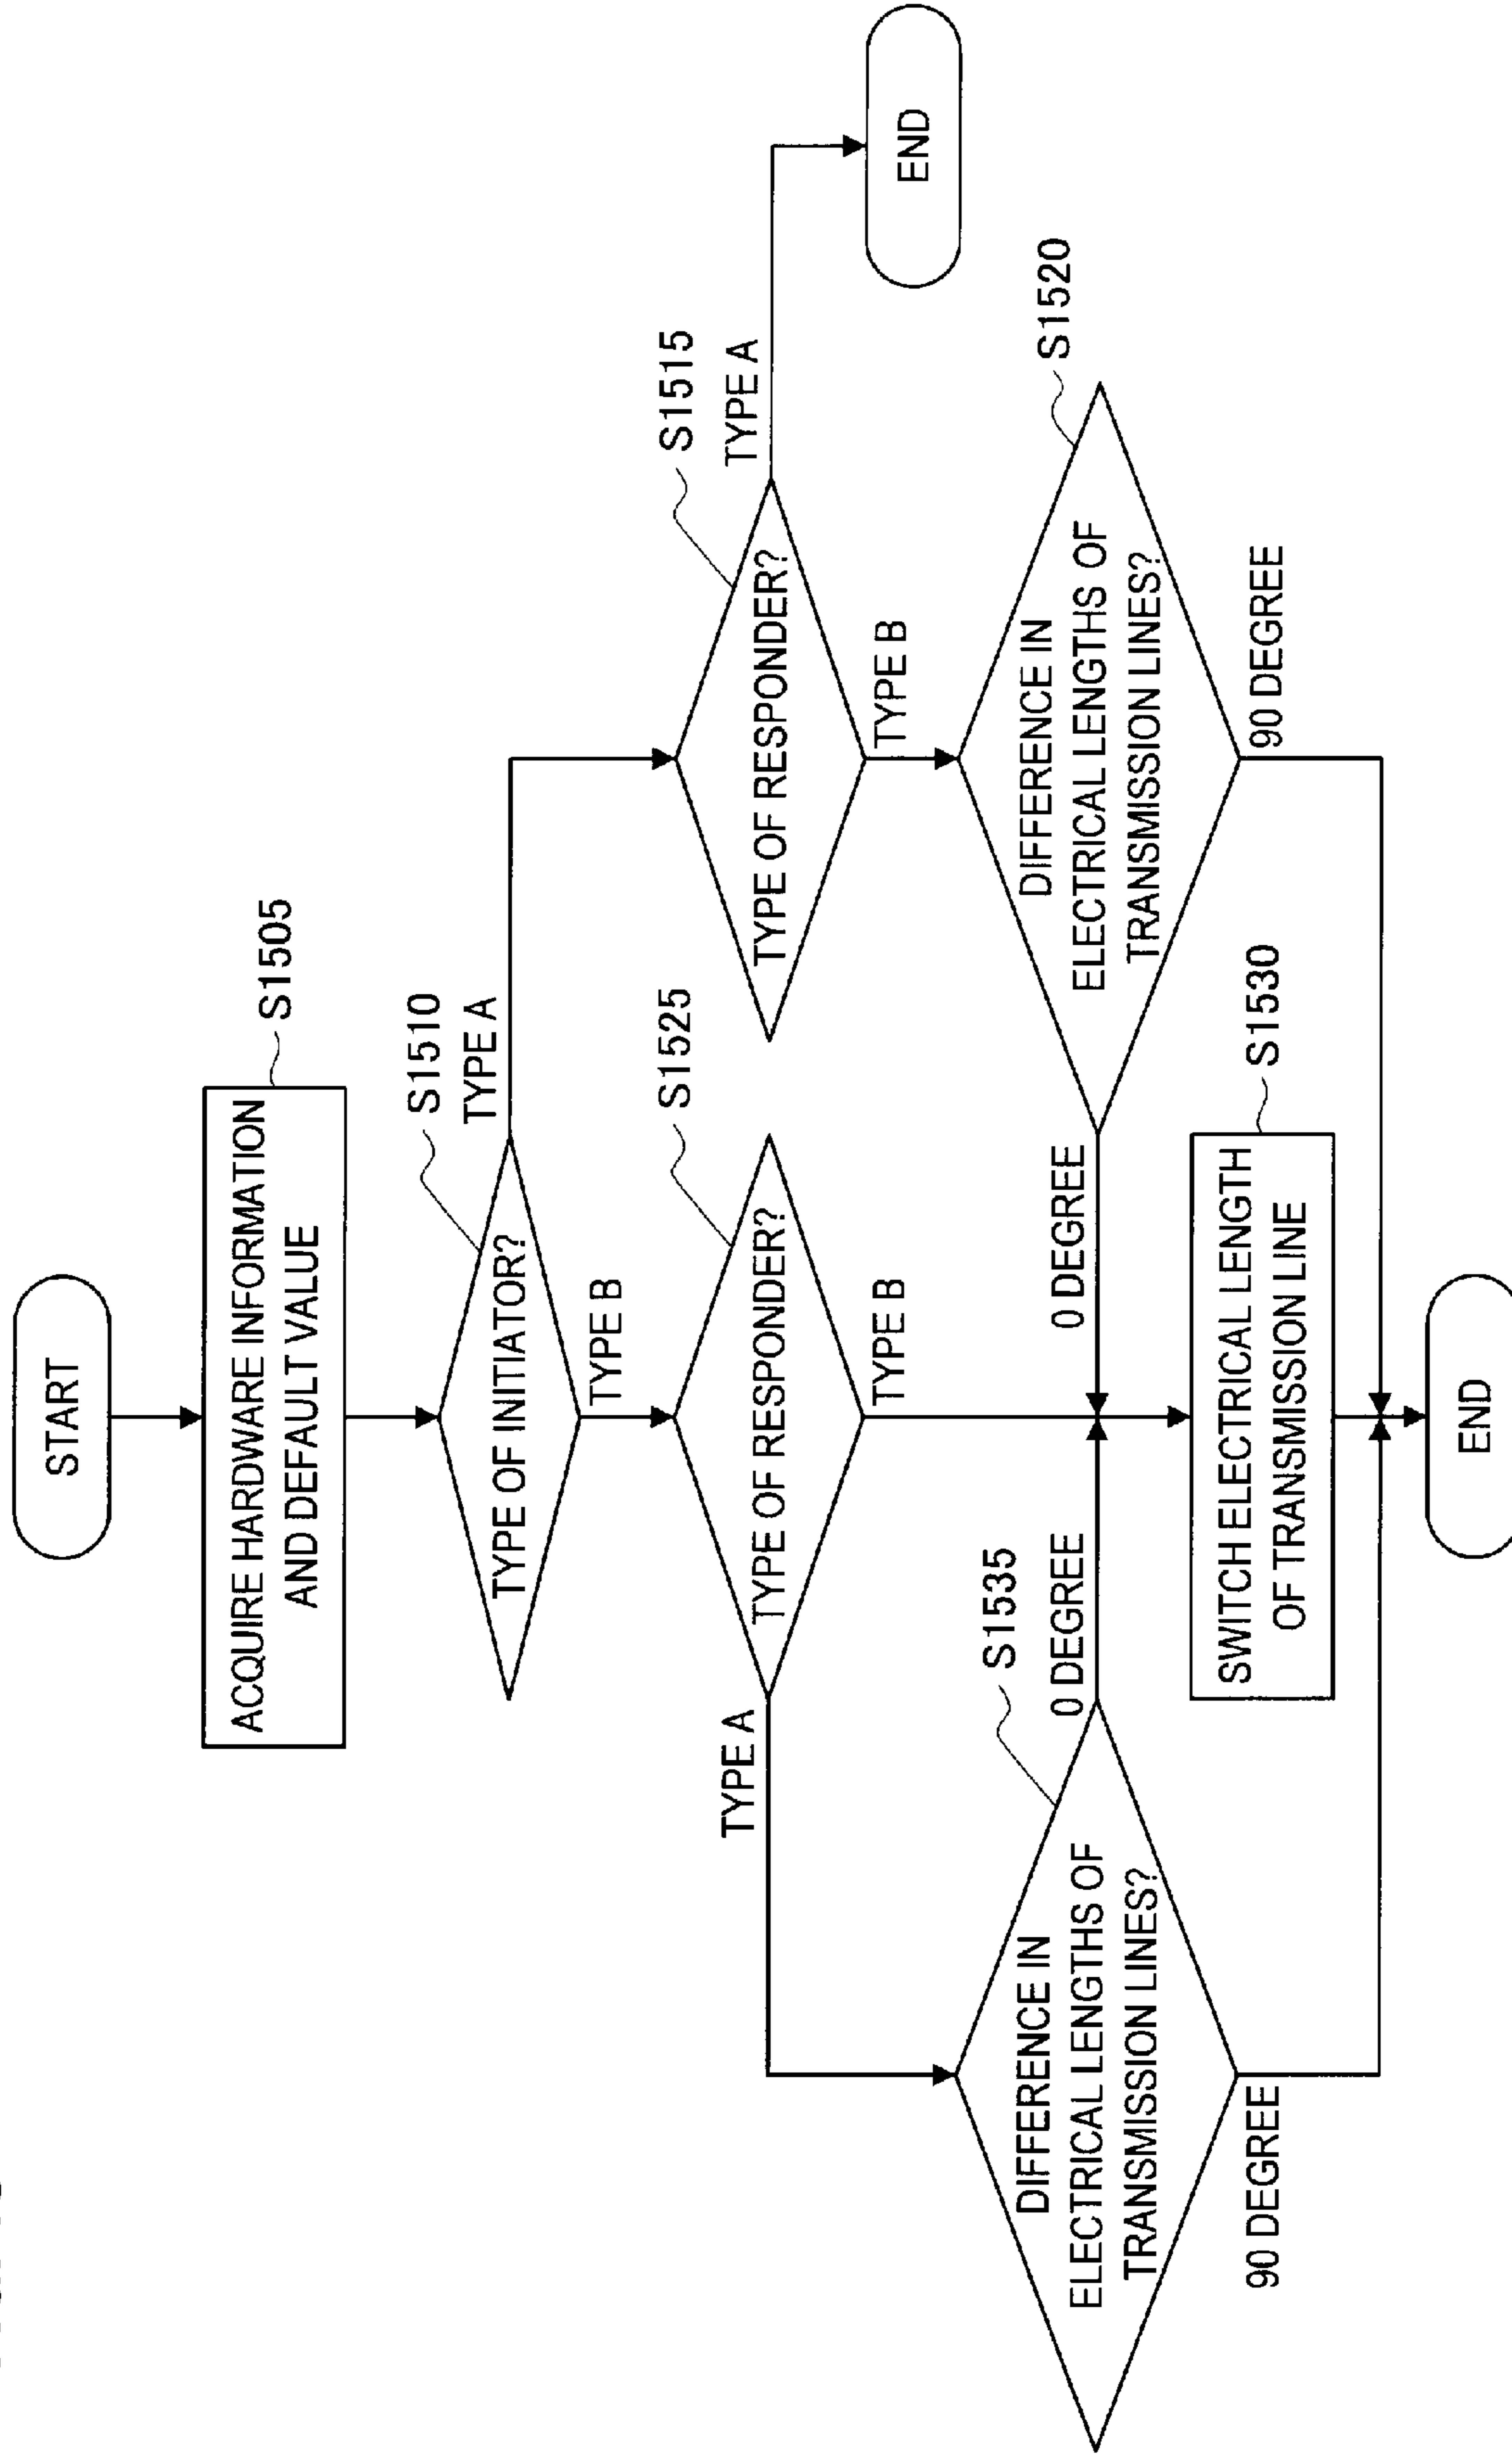 START
ACQUIRE HARDWARE INFORMATION
AND DEFAULT VALUE
S1505
TYPE OF INITIATOR?
S1510
TYPE A
TYPE B
TYPE OF RESPONDER?
S1525
TYPE A
TYPE B
TYPE OF RESPONDER?
S1515
TYPE A
TYPE B
END
DIFFERENCE IN
ELECTRICAL LENGTHS OF
TRANSMISSION LINES?
S1535
0 DEGREE
90 DEGREE
DIFFERENCE IN
ELECTRICAL LENGTHS OF
TRANSMISSION LINES?
S1520
0 DEGREE
90 DEGREE
SWITCH ELECTRICAL LENGTH
OF TRANSMISSION LINE
S1530
END